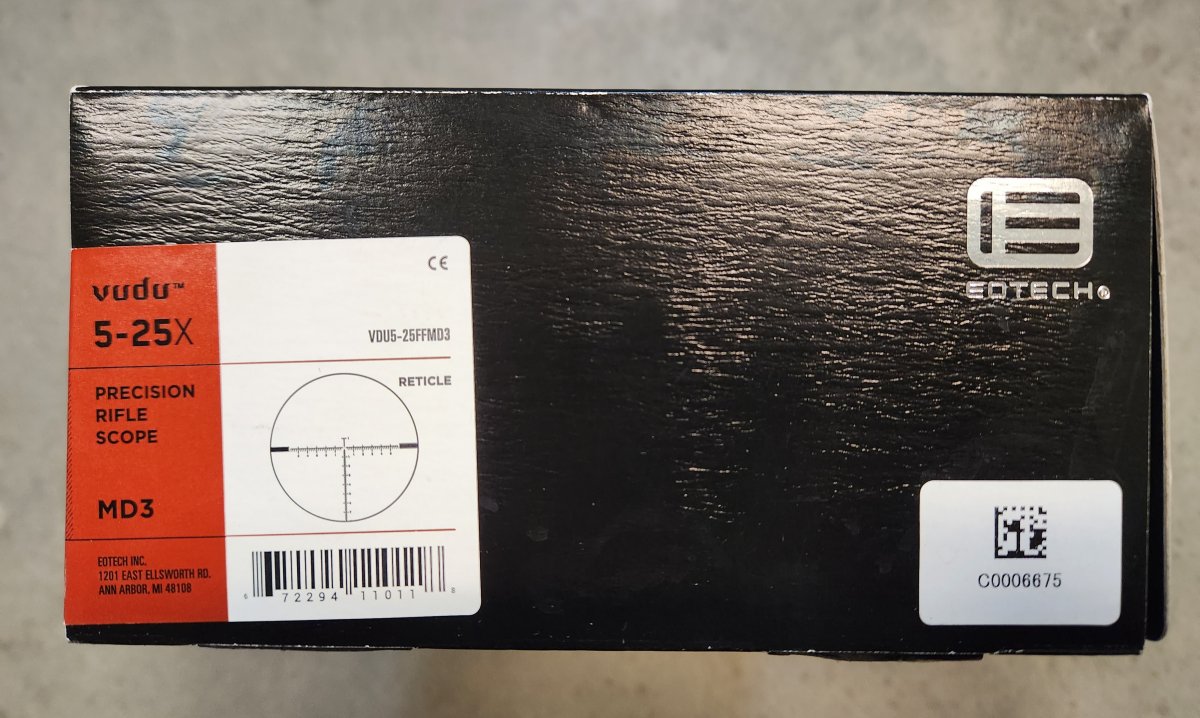 CE
vudu™
5-25X
VDU5-25FFMD3
PRECISION
RIFLE
SCOPE
RETICLE
MD3
EOTECH INC.
1201 EAST ELLSWORTH RD.
ANN ARBOR, MI 48108
6 72294 11011 8
EOTECH®
C0006675